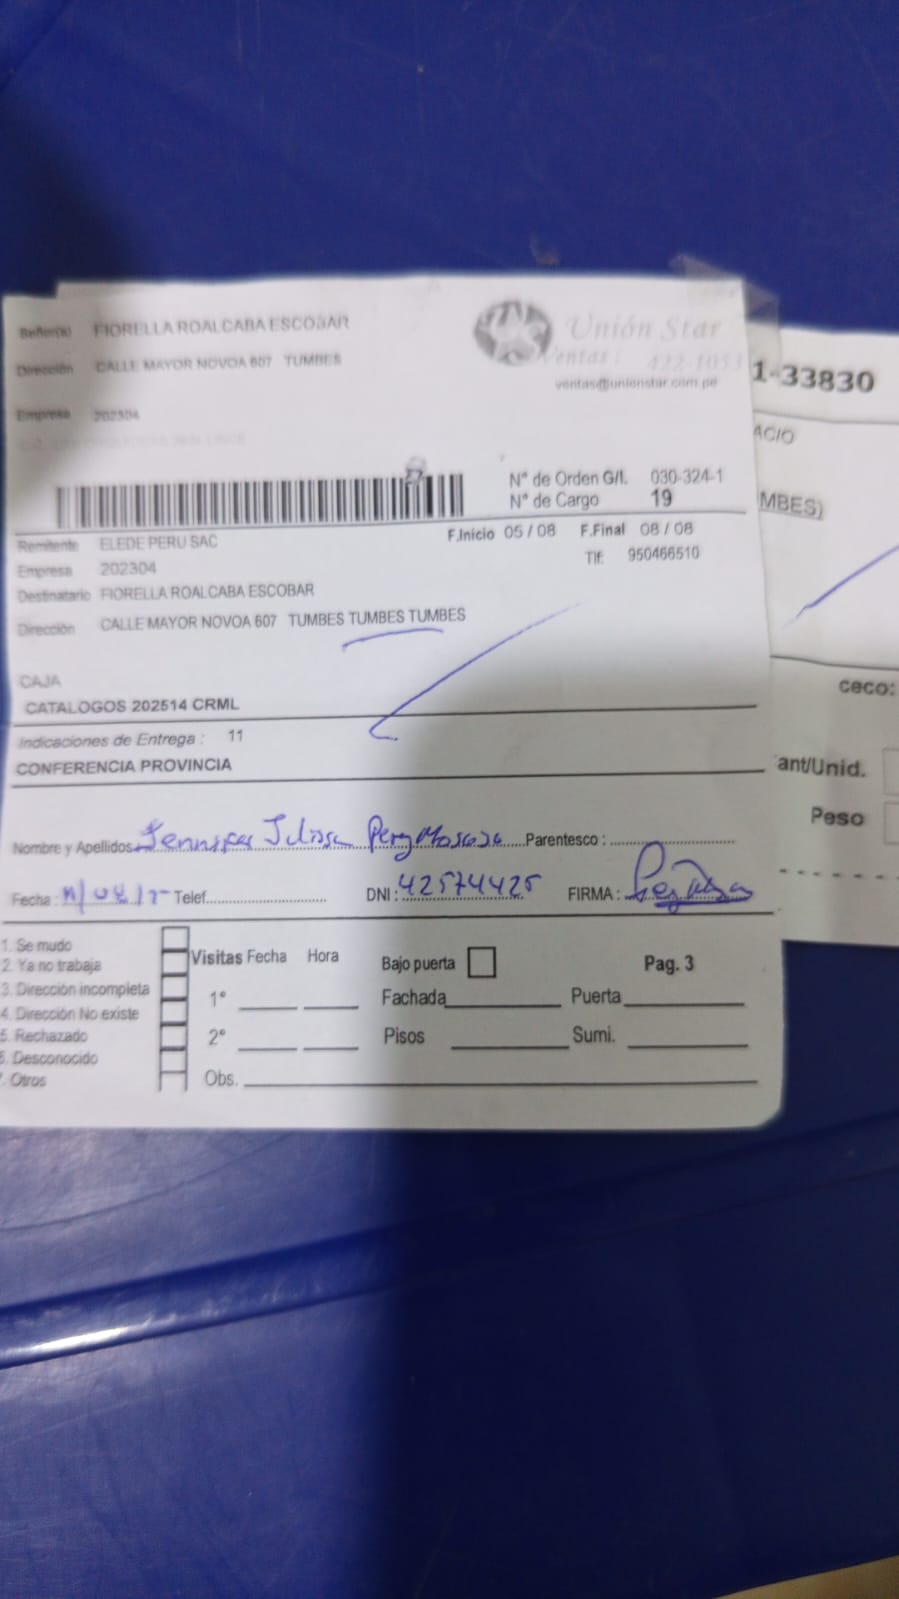 Señor(a) FIORELLA ROALCABA ESCOBAR
Dirección CALLE MAYOR NOVOA 607 TUMBES
Empresa 202304
Unión Star
Ventas: 422-1053
ventas@unionstar.com.pe
N° de Orden G/I. 030-324-1
N° de Cargo 19
Remitente ELEDE PERU SAC
F.Inicio 05 / 08 F.Final 08 / 08
Empresa 202304
Tlf: 950466510
Destinatario FIORELLA ROALCABA ESCOBAR
Dirección CALLE MAYOR NOVOA 607 TUMBES TUMBES TUMBES
CAJA
CATALOGOS 202514 CRML
Indicaciones de Entrega : 11
CONFERENCIA PROVINCIA
Nombre y Apellidos Jennifer Julissa Parentesco :
Fecha : Telef. DNI: 42574425 FIRMA :
1. Se mudo
2. Ya no trabaja
3. Dirección incompleta
4. Dirección No existe
5. Rechazado
6. Desconocido
7. Otros
Visitas Fecha Hora
1°
2°
Obs.
Bajo puerta Pag. 3
Fachada Puerta
Pisos Sumi.
1-33830
ACIO
MBES)
ceco:
ant/Unid.
Peso